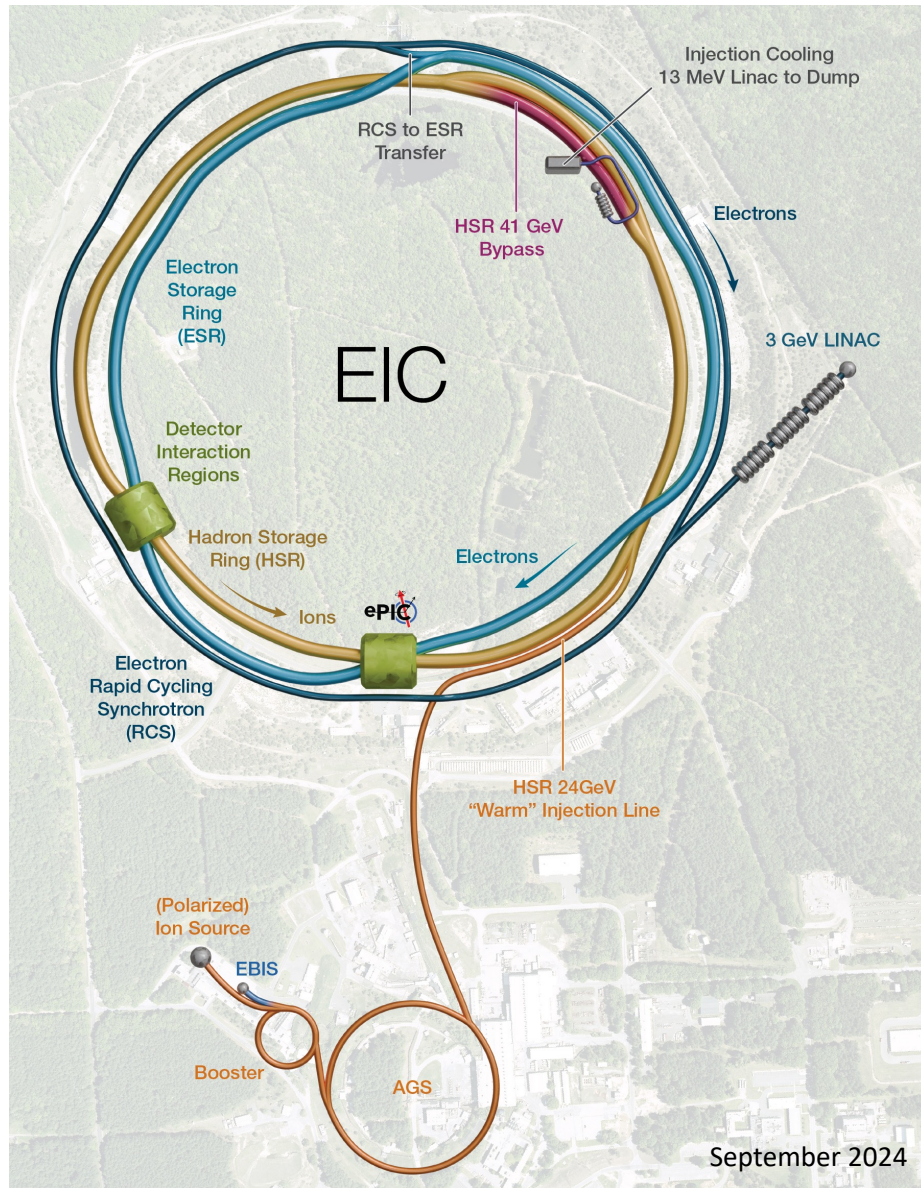 Injection Cooling
13 MeV Linac to Dump
RCS to ESR
Transfer
HSR 41 GeV
Bypass
Electrons
Electron
Storage
Ring
(ESR)
3 GeV LINAC
EIC
Detector
Interaction
Regions
Hadron Storage
Ring (HSR)
Electrons
Ions
ePIC
Electron
Rapid Cycling
Synchrotron
(RCS)
HSR 24GeV
“Warm” Injection Line
(Polarized)
Ion Source
EBIS
Booster
AGS
September 2024